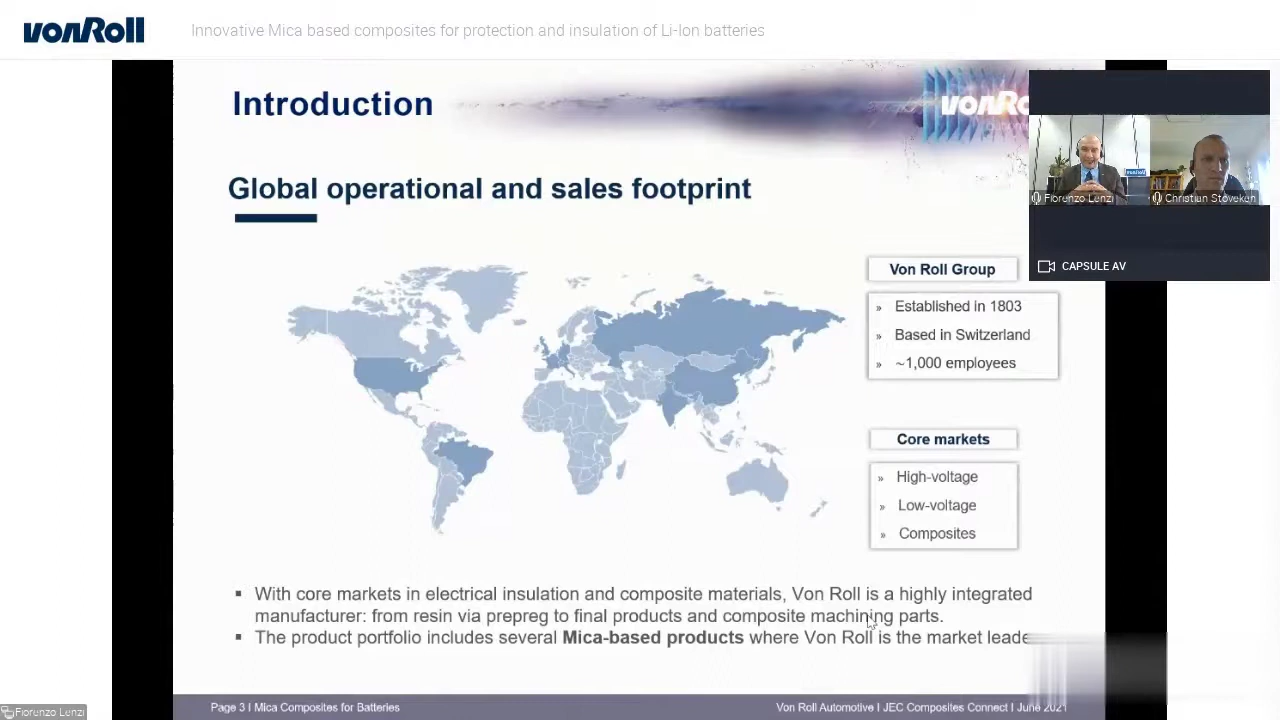 vonRoll
Innovative Mica based composites for protection and insulation of Li-Ion batteries
Introduction
Global operational and sales footprint
Fiorenzo Lenzi
Christian Stöveken
CAPSULE AV
Von Roll Group
» Established in 1803
» Based in Switzerland
» ~1,000 employees
Core markets
» High-voltage
» Low-voltage
» Composites
▪ With core markets in electrical insulation and composite materials, Von Roll is a highly integrated
manufacturer: from resin via prepreg to final products and composite machining parts.
▪ The product portfolio includes several Mica-based products where Von Roll is the market leade
Page 3 I Mica Composites for Batteries
Von Roll Automotive I JEC Composites Connect I June 2021
Fiorenzo Lenzi